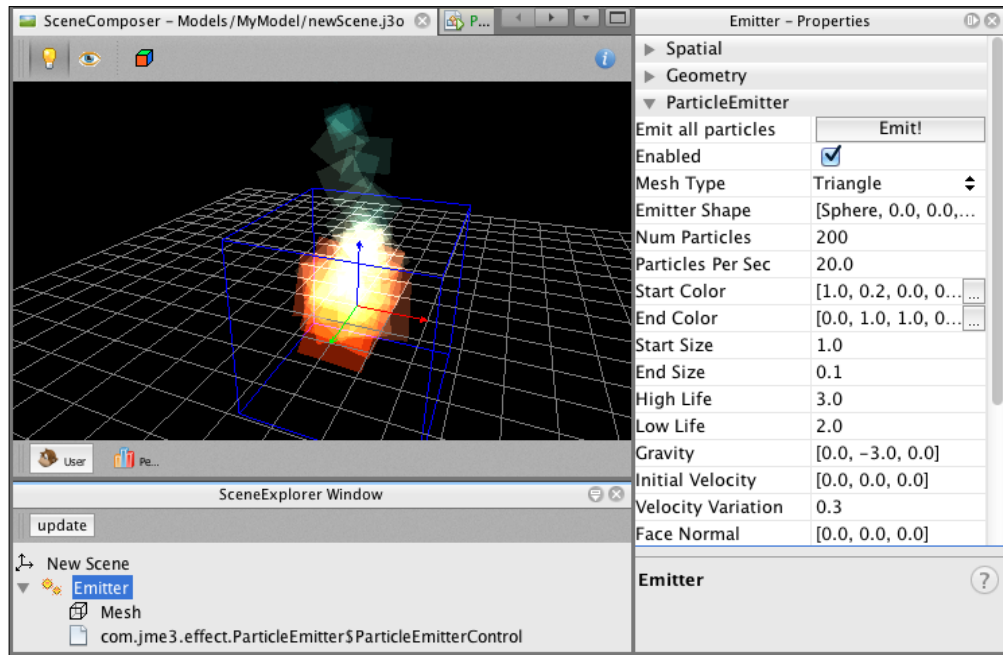 SceneComposer – Models/MyModel/newScene.j3o
P...
User
Pe...
SceneExplorer Window
update
New Scene
Emitter
Mesh
com.jme3.effect.ParticleEmitter$ParticleEmitterControl
Emitter – Properties
Spatial
Geometry
ParticleEmitter
Emit all particles Emit!
Enabled
Mesh Type Triangle
Emitter Shape [Sphere, 0.0, 0.0,...
Num Particles 200
Particles Per Sec 20.0
Start Color [1.0, 0.2, 0.0, 0... ...
End Color [0.0, 1.0, 1.0, 0... ...
Start Size 1.0
End Size 0.1
High Life 3.0
Low Life 2.0
Gravity [0.0, -3.0, 0.0]
Initial Velocity [0.0, 0.0, 0.0]
Velocity Variation 0.3
Face Normal [0.0, 0.0, 0.0]
Emitter ?